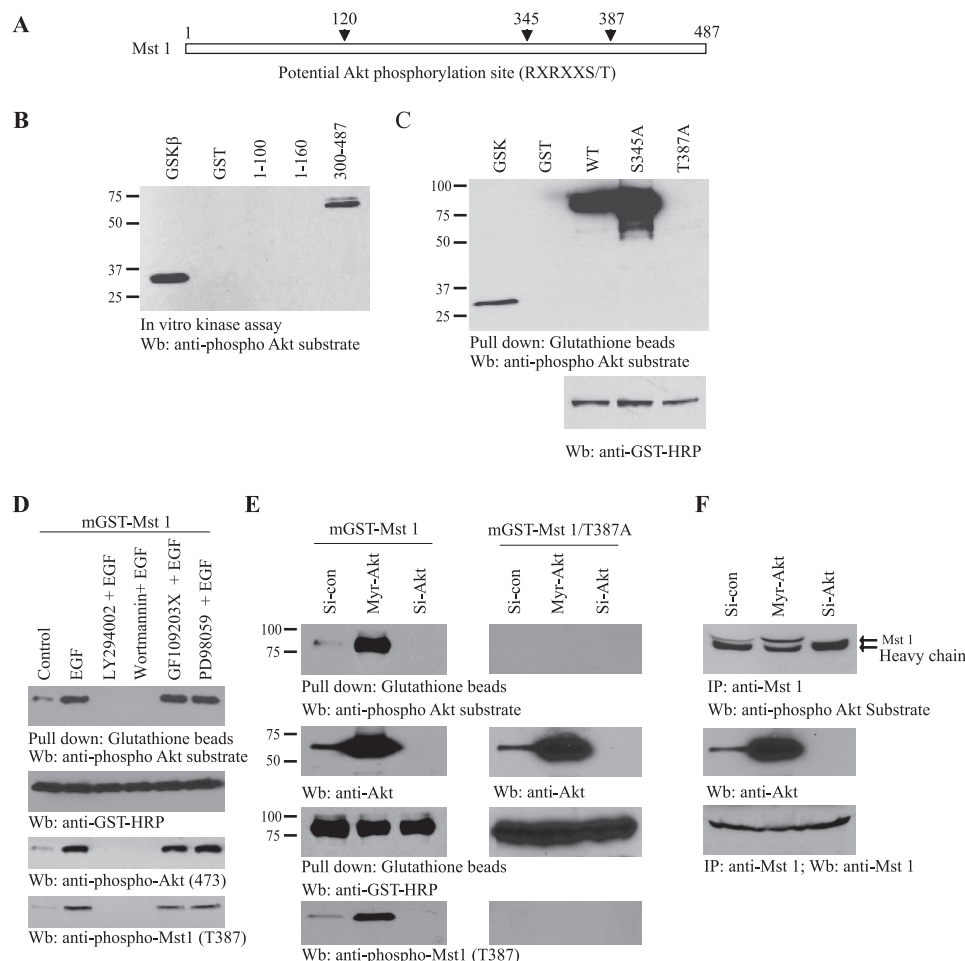 A
1
120
345
387
487
Mst 1
Potential Akt phosphorylation site (RXRXXS/T)
B
GSKβ
GST
1-100
1-160
300-487
75
50
37
25
In vitro kinase assay
Wb: anti-phospho Akt substrate
C
GSK
GST
WT
S345A
T387A
100
75
50
37
25
Pull down: Glutathione beads
Wb: anti-phospho Akt substrate
Wb: anti-GST-HRP
D
mGST-Mst 1
Control
EGF
LY294002 + EGF
Wortmannin+ EGF
GF109203X + EGF
PD98059 + EGF
Pull down: Glutathione beads
Wb: anti-phospho Akt substrate
Wb: anti-GST-HRP
Wb: anti-phospho-Akt (473)
Wb: anti-phospho-Mst1 (T387)
E
mGST-Mst 1
mGST-Mst 1/T387A
Si-con
Myr-Akt
Si-Akt
Si-con
Myr-Akt
Si-Akt
100
75
Pull down: Glutathione beads
Wb: anti-phospho Akt substrate
75
50
Wb: anti-Akt
Wb: anti-Akt
100
75
Pull down: Glutathione beads
Wb: anti-GST-HRP
Wb: anti-phospho-Mst1 (T387)
F
Si-con
Myr-Akt
Si-Akt
Mst 1
Heavy chain
IP: anti-Mst 1
Wb: anti-phospho Akt Substrate
Wb: anti-Akt
IP: anti-Mst 1; Wb: anti-Mst 1